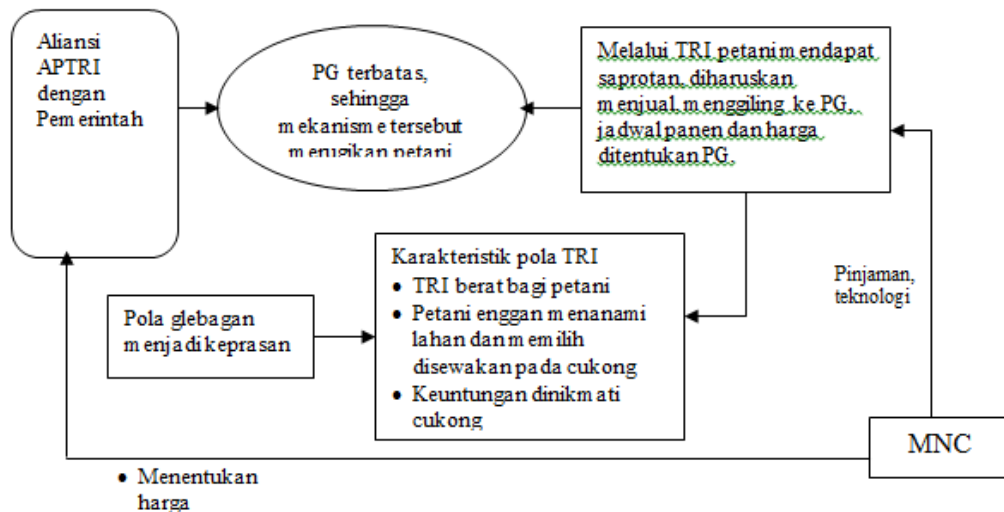 Aliansi
APTRI
dengan
Pemerintah
PG terbatas,
sehingga
mekanisme tersebut
merugikan petani
Melalui TRI petani mendapat
saprotan, diharuskan
menjual, menggiling ke PG,
jadwal panen dan harga
ditentukan PG.
Karakteristik pola TRI
• TRI berat bagi petani
• Petani enggan menanami
lahan dan memilih
disewakan pada cukong
• Keuntungan dinikmati
cukong
Pola glebagan
menjadi keprasan
Pinjaman,
teknologi
MNC
• Menentukan
harga